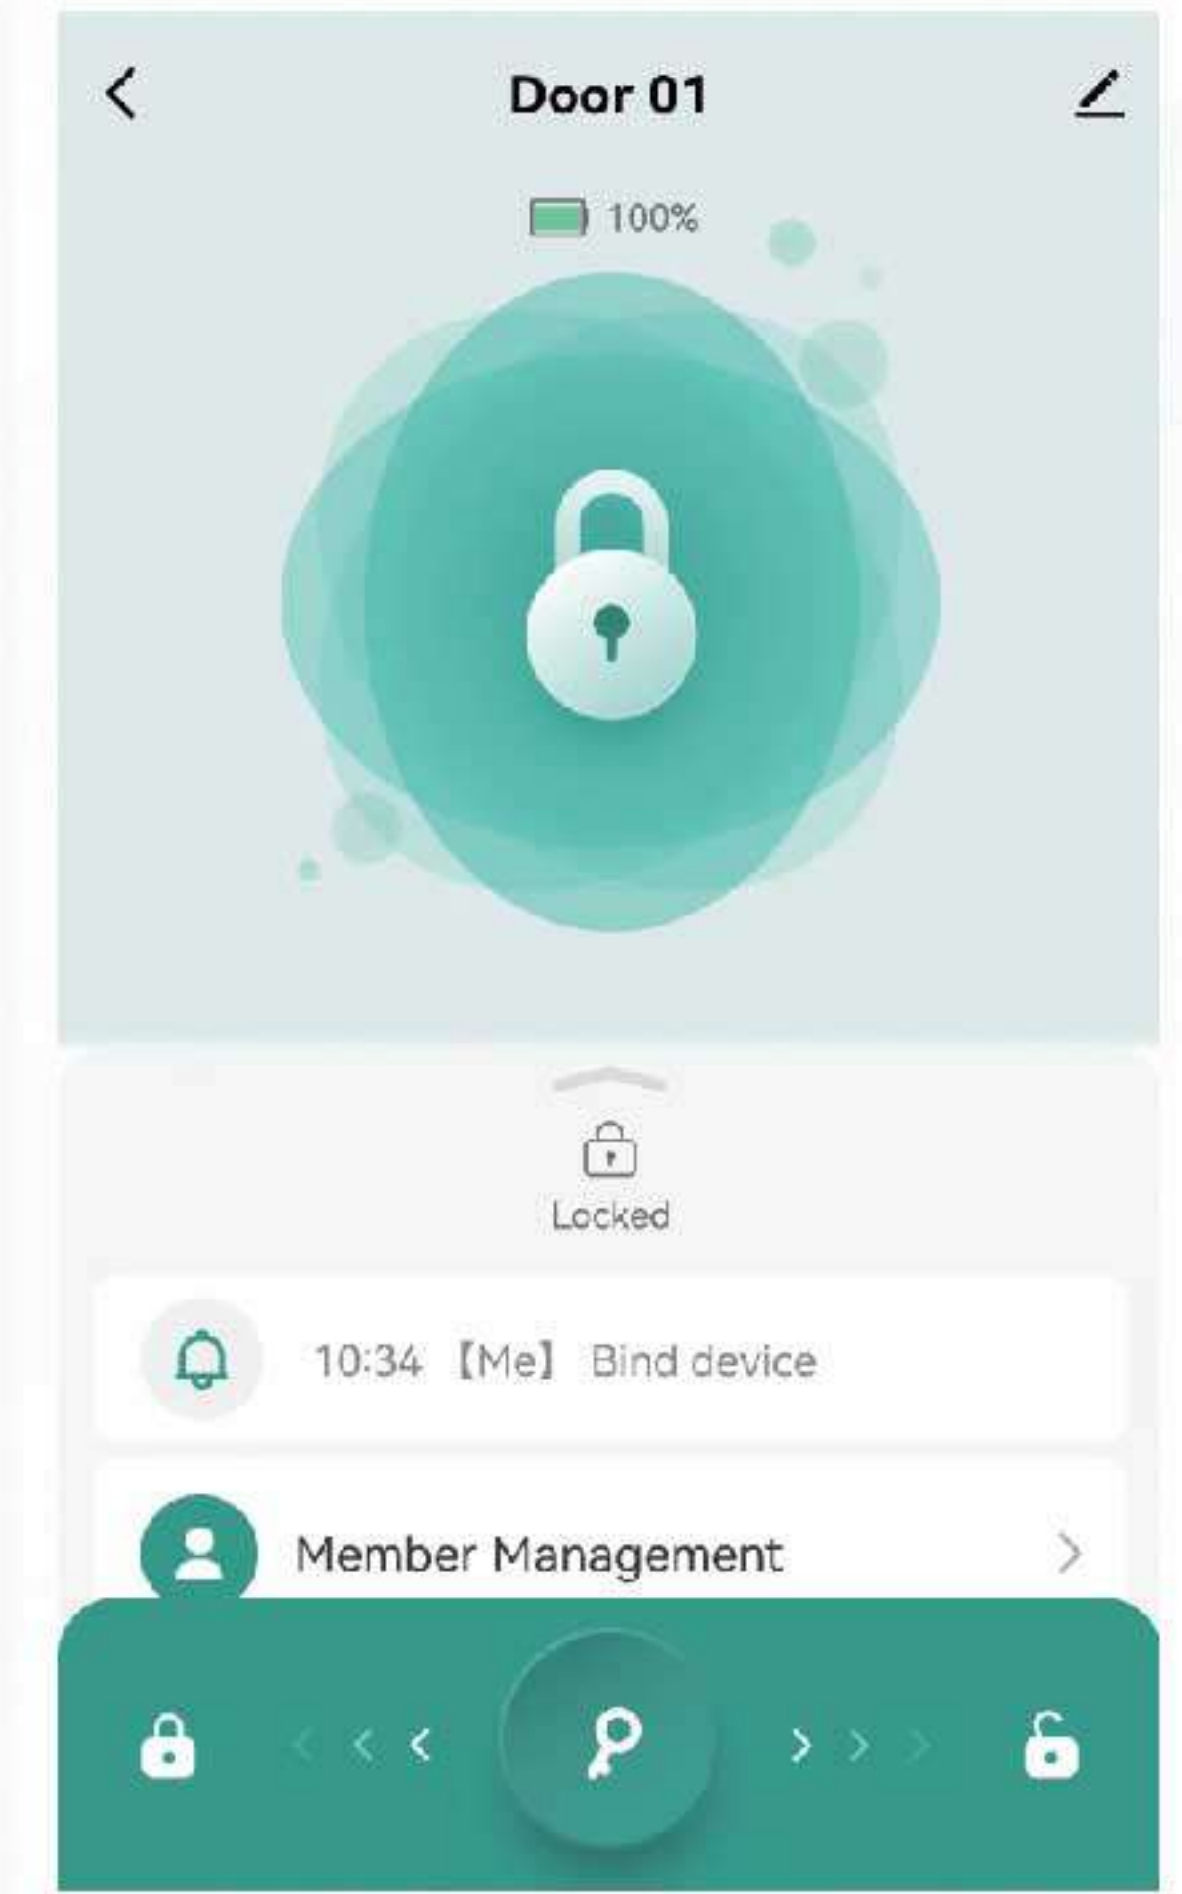 Door 01
100%
Locked
10:34 【Me】 Bind device
Member Management